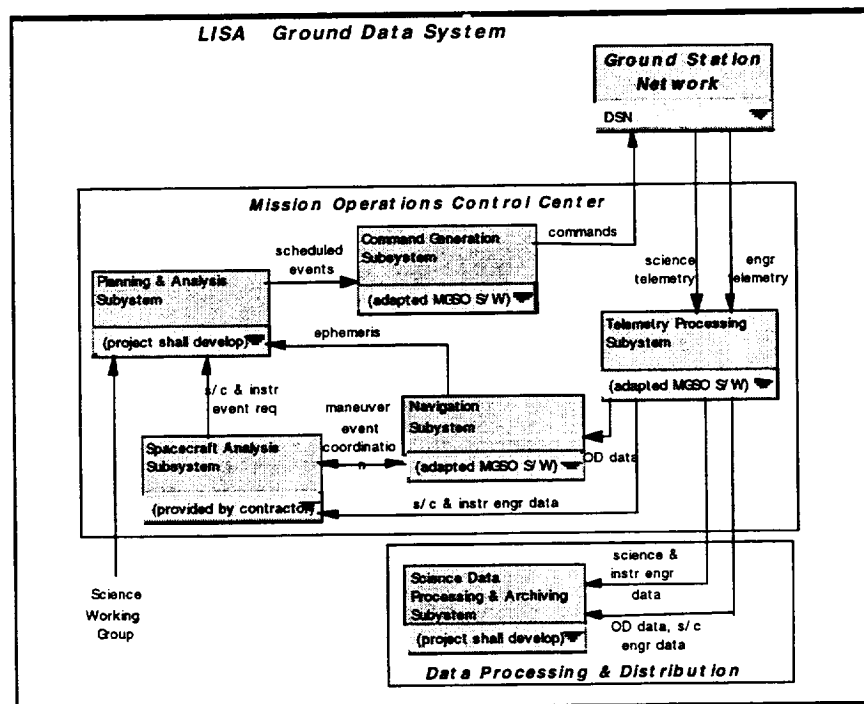 LISA Ground Data System
Ground Station
Network
DSN
Mission Operations Control Center
scheduled
events
Command Generation
Subsystem
(adapted MGSO S/W)
commands
science
telemetry
engr
telemetry
Planning & Analysis
Subystem
(project shall develop)
ephemeris
Telemetry Processing
Subsystem
(adapted MGSO S/W)
s/c & instr
event req
maneuver
event
coordinatio
n
Navigation
Subsystem
(adapted MGSO S/W)
OD data
Spacecraft Analysis
Subsystem
(provided by contractor)
s/c & instr engr data
Science
Working
Group
Science Data
Processing & Archiving
Subsystem
(project shall develop)
science &
instr engr
data
OD data, s/c
engr data
Data Processing & Distribution